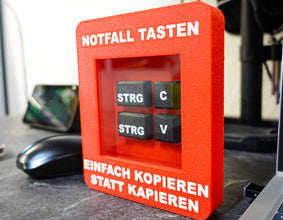 NOTFALL TASTEN
STRG C
STRG V
EINFACH KOPIEREN
STATT KAPIEREN